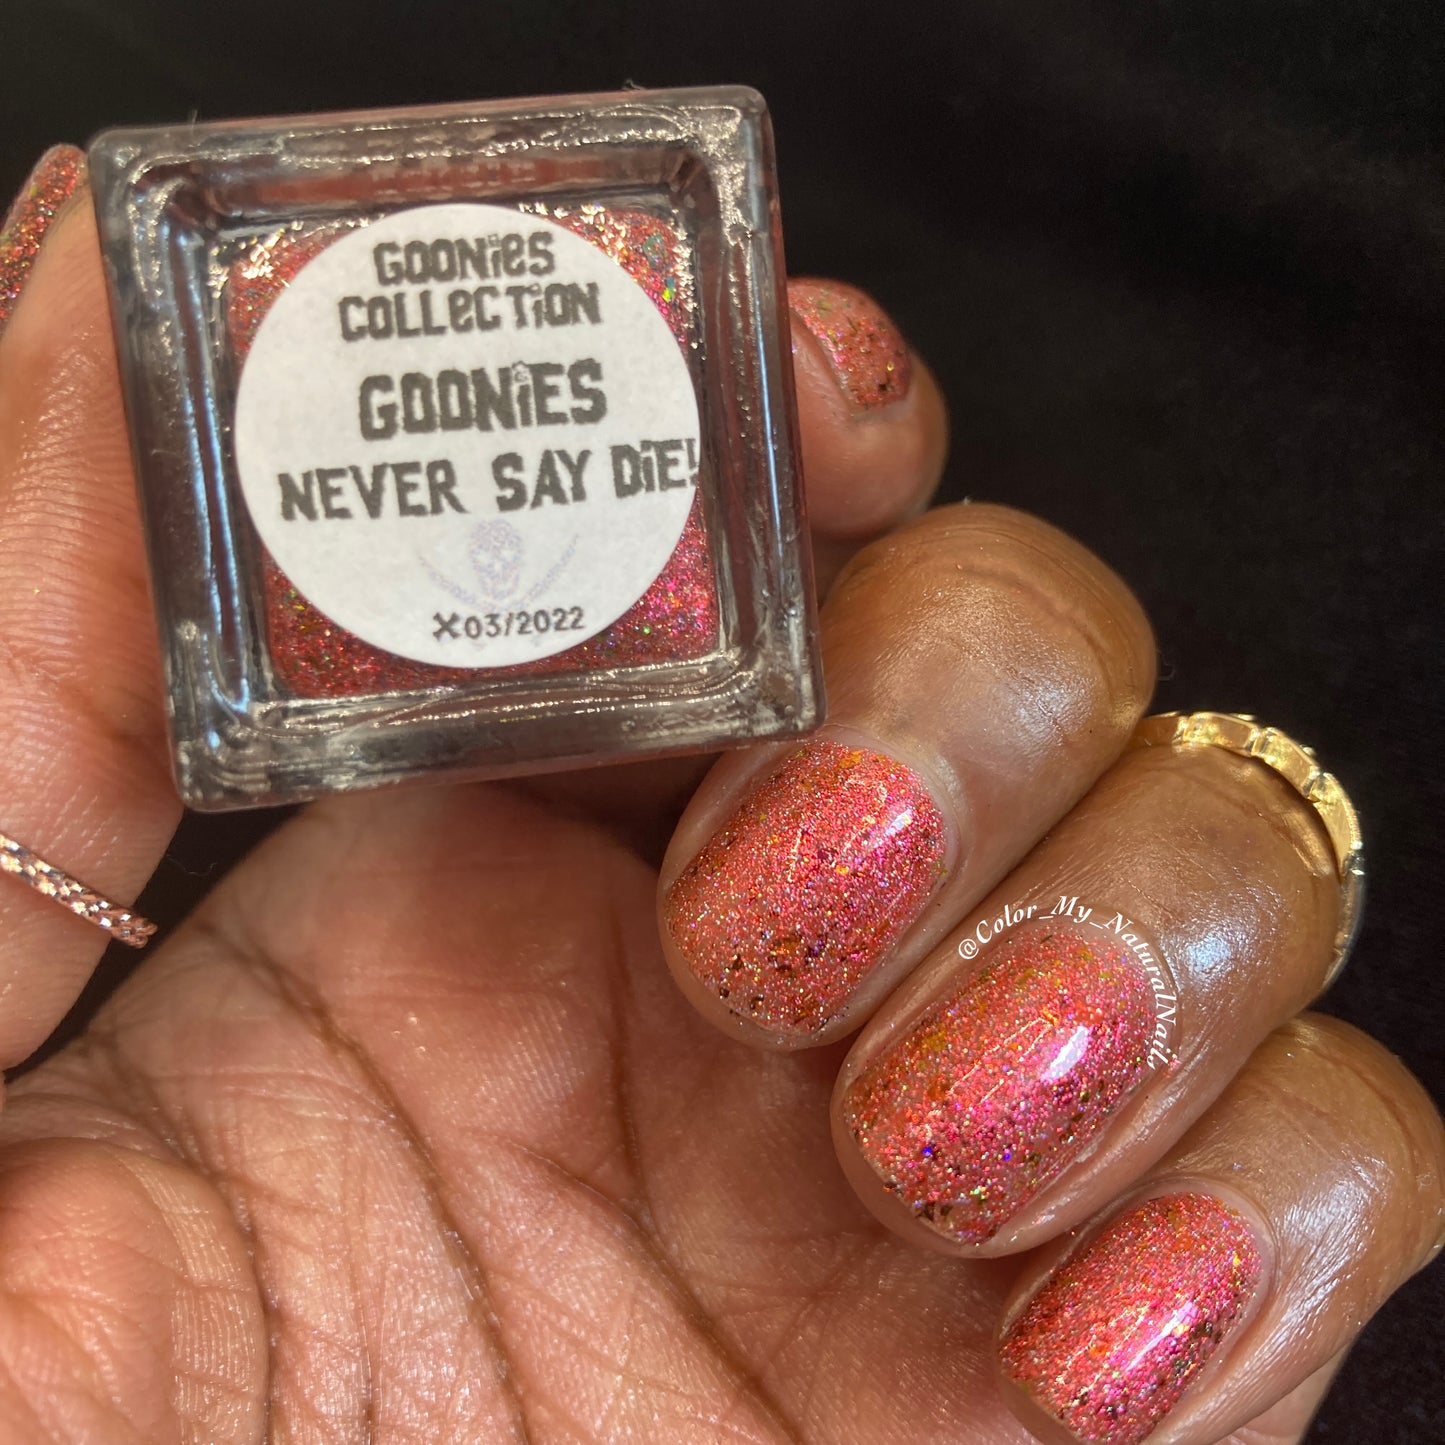 GOONiES
COLLECTiON
GOONiES
NEVER SAY DiE!
X03/2022
@Color_My_NaturalNails